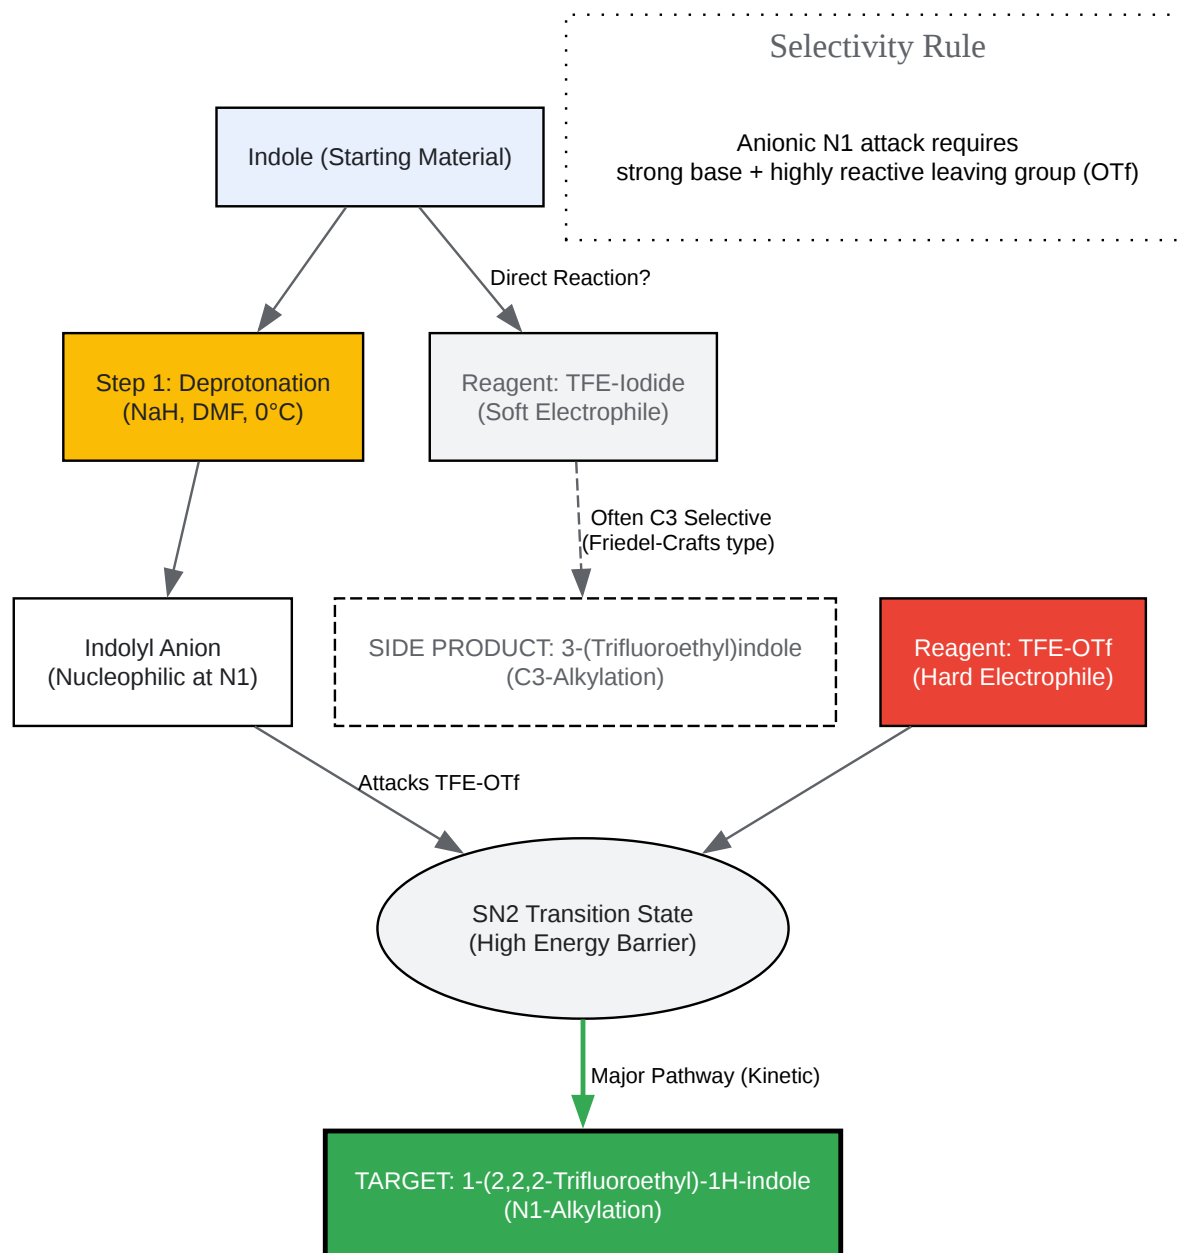 Selectivity Rule
Anionic N1 attack requires
strong base + highly reactive leaving group (OTf)
Indole (Starting Material)
Direct Reaction?
Step 1: Deprotonation
(NaH, DMF, 0°C)
Reagent: TFE-Iodide
(Soft Electrophile)
Often C3 Selective
(Friedel-Crafts type)
Indolyl Anion
(Nucleophilic at N1)
SIDE PRODUCT: 3-(Trifluoroethyl)indole
(C3-Alkylation)
Reagent: TFE-OTf
(Hard Electrophile)
Attacks TFE-OTf
SN2 Transition State
(High Energy Barrier)
Major Pathway (Kinetic)
TARGET: 1-(2,2,2-Trifluoroethyl)-1H-indole
(N1-Alkylation)